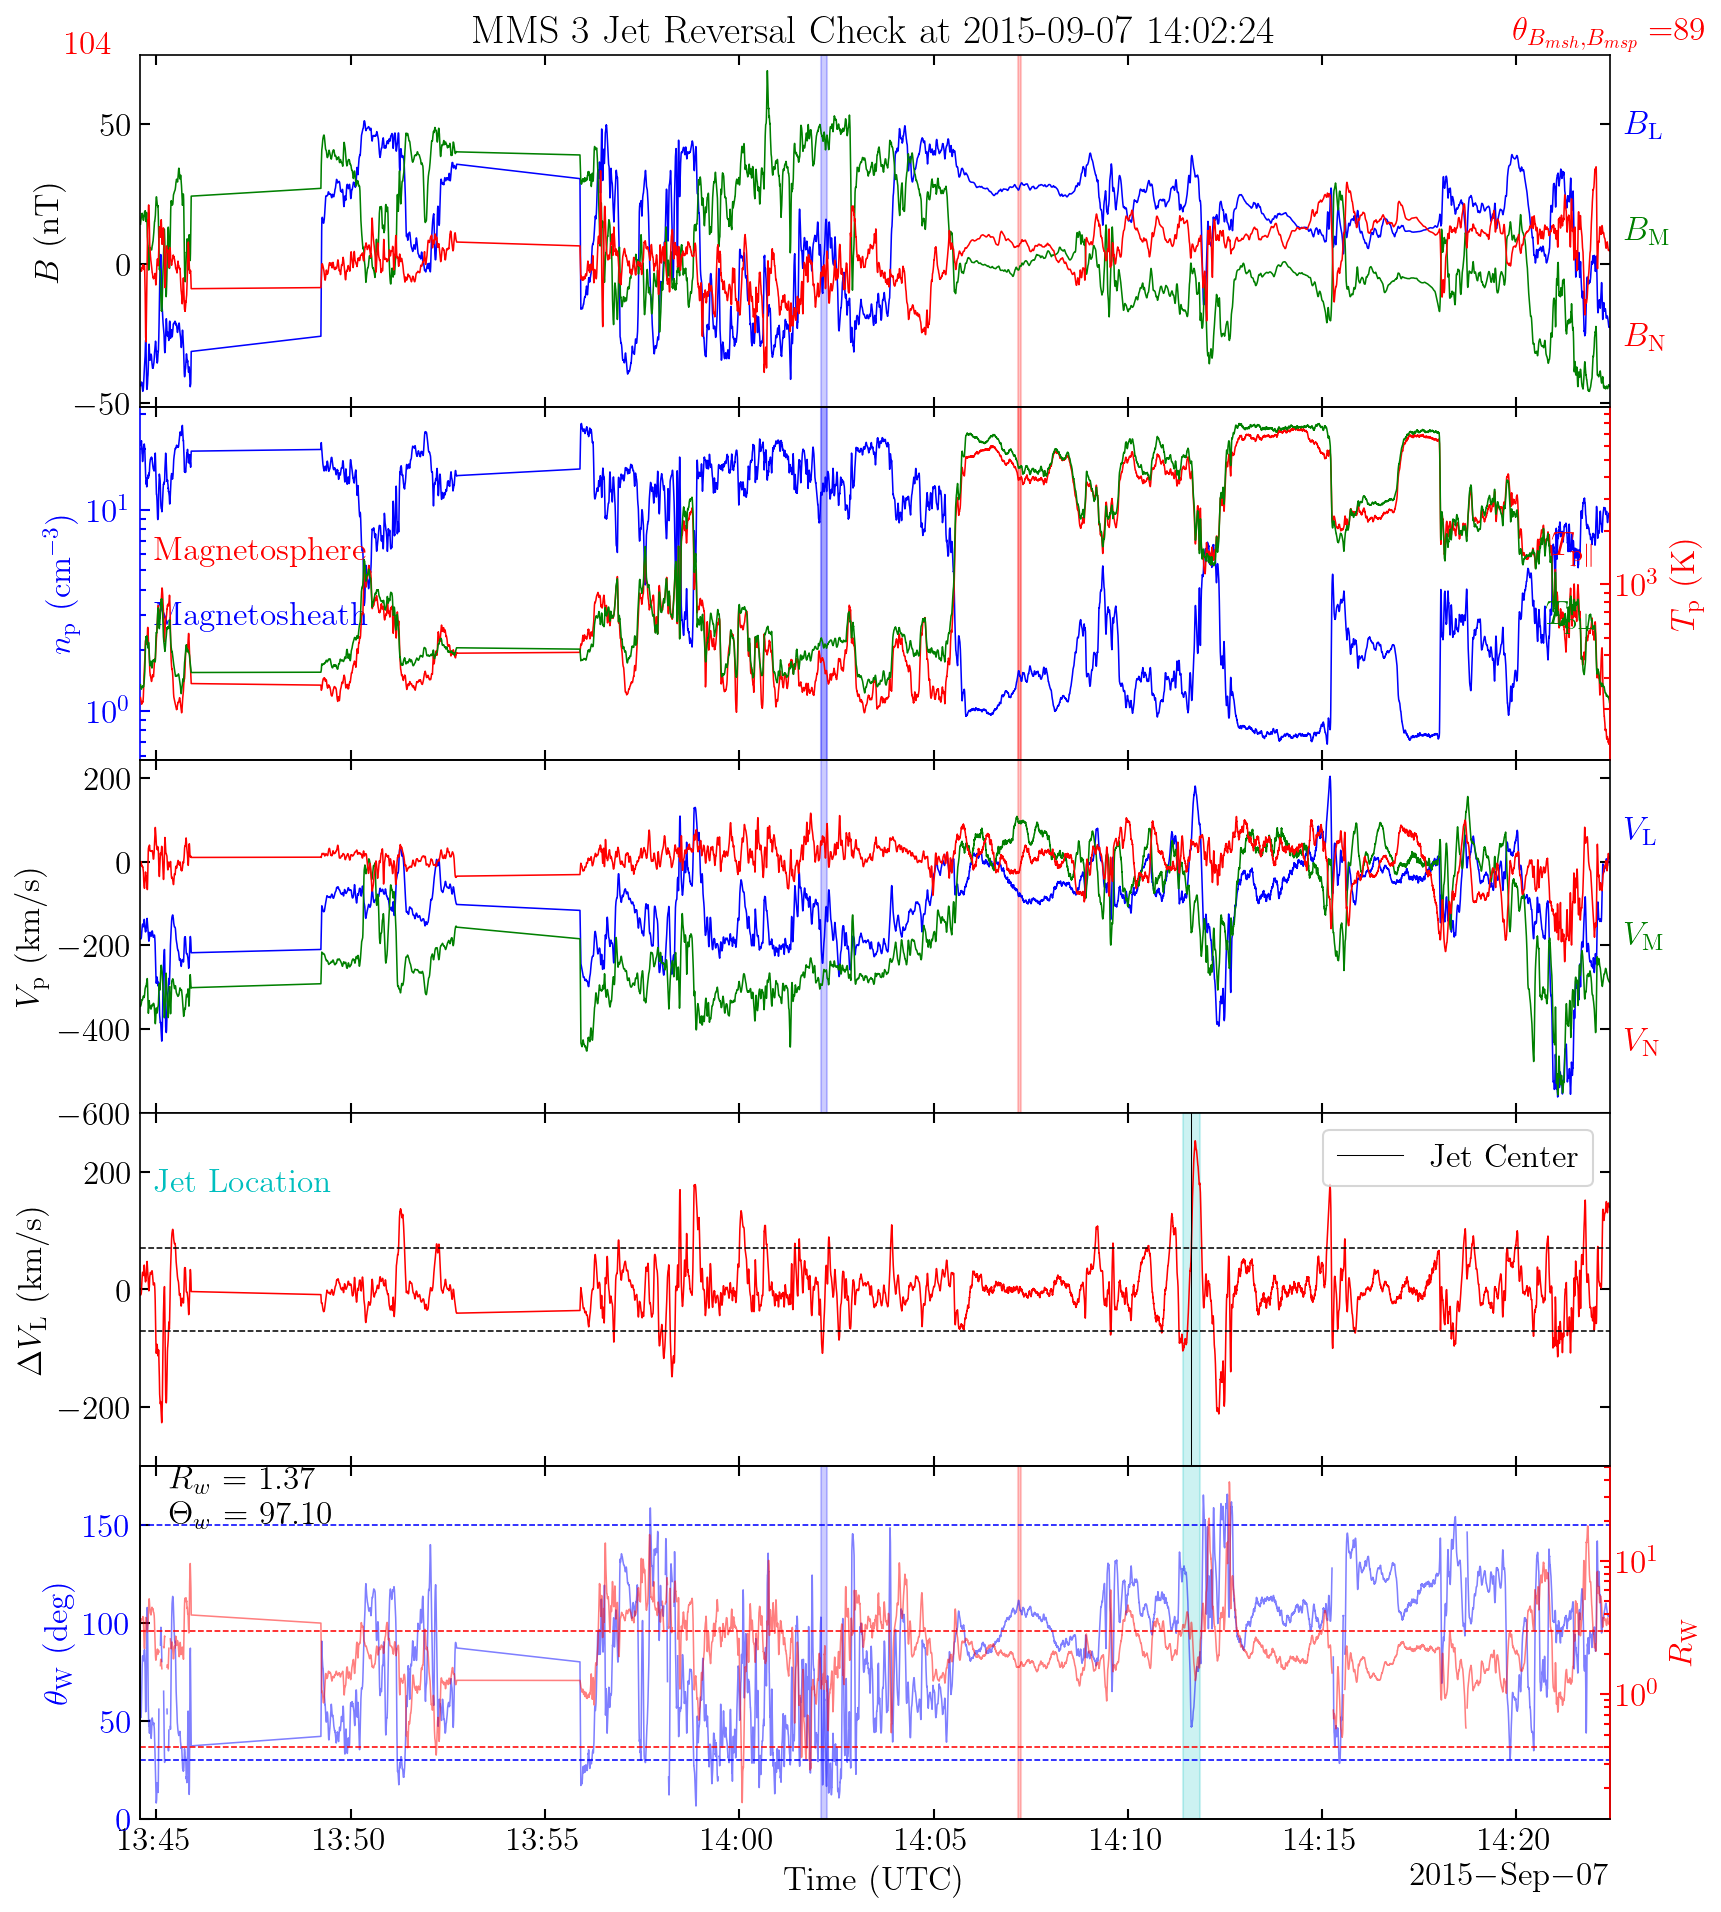 MMS 3 Jet Reversal Check at 2015-09-07 14:02:24
104
θ_{B_{msh},B_{msp}} =89
50
0
−50
B (nT)
B_L
B_M
B_N
10^1
10^0
n_p (cm^{−3})
Magnetosphere
Magnetosheath
10^3
T_p (K)
200
0
−200
−400
−600
V_p (km/s)
V_L
V_M
V_N
200
0
−200
ΔV_L (km/s)
Jet Location
Jet Center
R_w = 1.37
Θ_w = 97.10
150
100
50
0
θ_W (deg)
10^1
10^0
R_W
13:45 13:50 13:55 14:00 14:05 14:10 14:15 14:20
Time (UTC)
2015−Sep−07